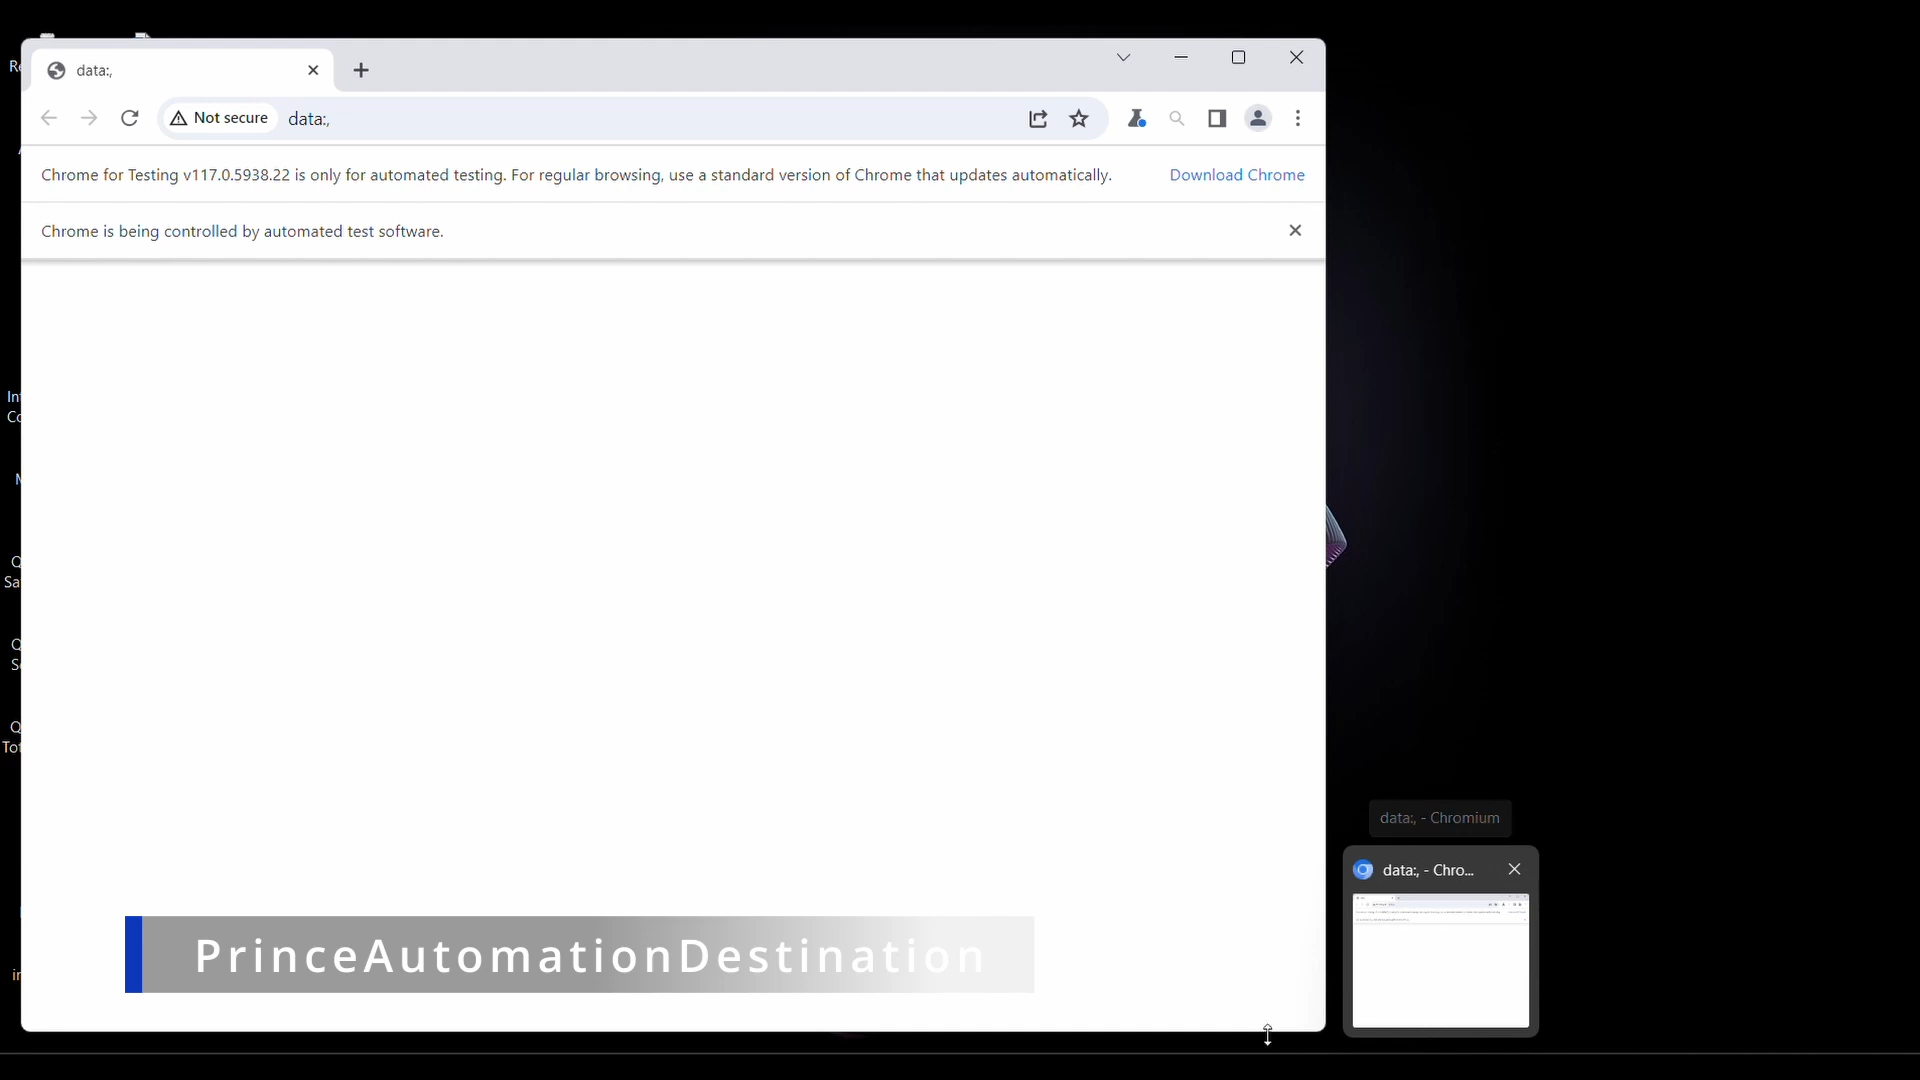 data:,
Not secure
data:,
Chrome for Testing v117.0.5938.22 is only for automated testing. For regular browsing, use a standard version of Chrome that updates automatically.
Download Chrome
Chrome is being controlled by automated test software.
data:, - Chromium
data:, - Chro...
PrinceAutomationDestination